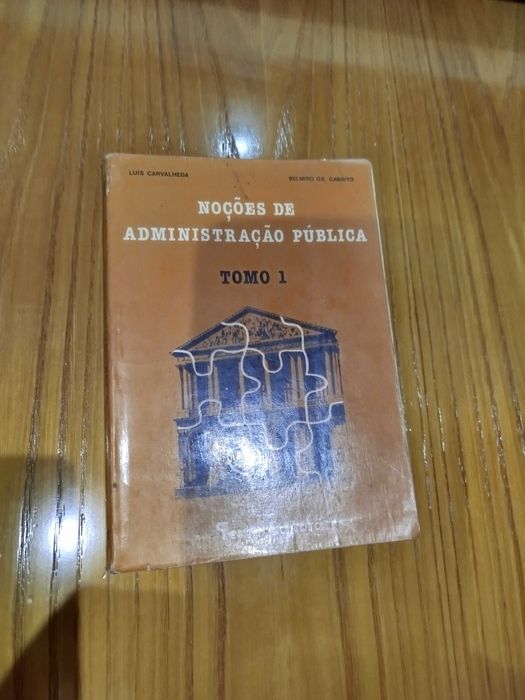 LUÍS CARVALHEDA
BELMIRO GIL CABRITO
NOÇÕES DE
ADMINISTRAÇÃO PÚBLICA
TOMO 1